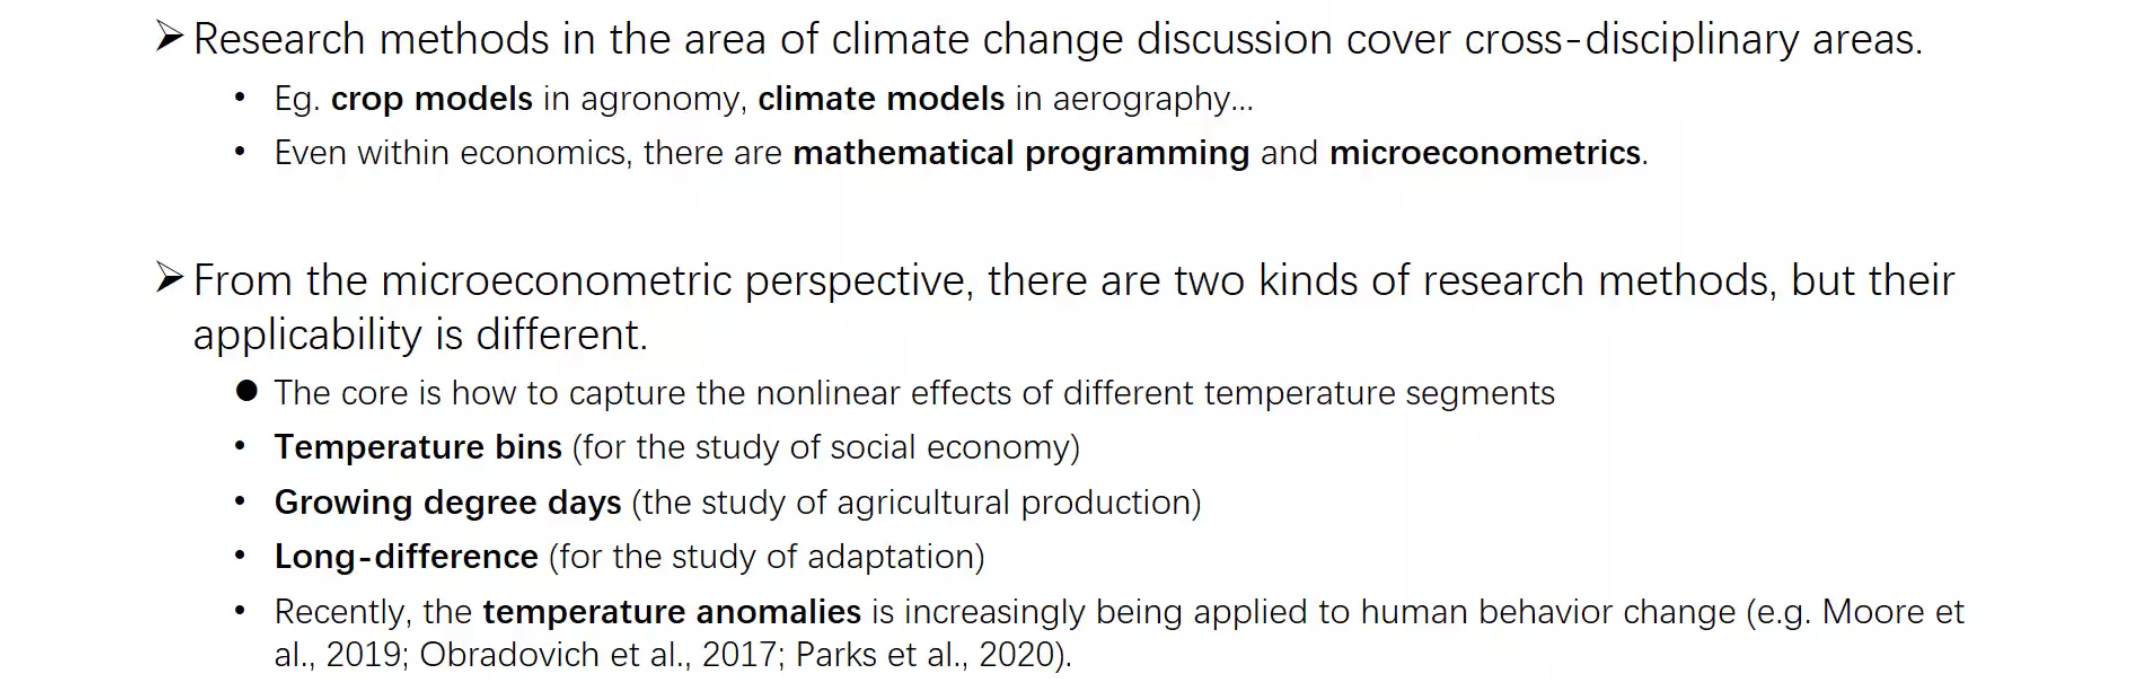 ➢ Research methods in the area of climate change discussion cover cross-disciplinary areas.
• Eg. crop models in agronomy, climate models in aerography...
• Even within economics, there are mathematical programming and microeconometrics.
➢ From the microeconometric perspective, there are two kinds of research methods, but their
applicability is different.
● The core is how to capture the nonlinear effects of different temperature segments
• Temperature bins (for the study of social economy)
• Growing degree days (the study of agricultural production)
• Long-difference (for the study of adaptation)
• Recently, the temperature anomalies is increasingly being applied to human behavior change (e.g. Moore et
al., 2019; Obradovich et al., 2017; Parks et al., 2020).